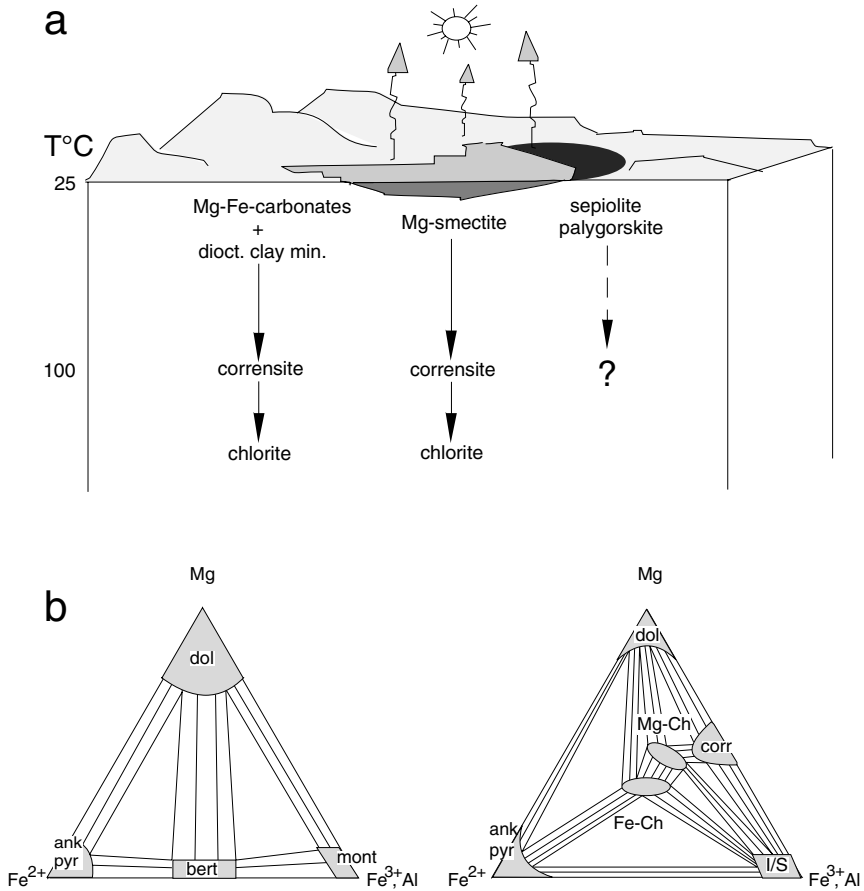 a
T°C
25
Mg-Fe-carbonates
+
dioct. clay min.
Mg-smectite
sepiolite
palygorskite
100
corrensite
corrensite
?
chlorite
chlorite
b
Mg
dol
ank
pyr
bert
mont
Fe2+
Fe3+, Al
Mg
dol
Mg-Ch
corr
Fe-Ch
ank
pyr
I/S
Fe2+
Fe3+, Al